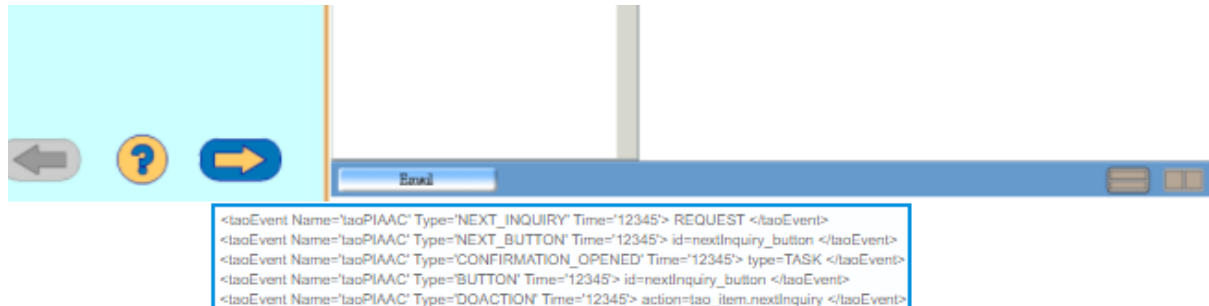 ?
Email
<taoEvent Name='taoPIAAC' Type='NEXT_INQUIRY' Time='12345'> REQUEST </taoEvent>
<taoEvent Name='taoPIAAC' Type='NEXT_BUTTON' Time='12345'> id=nextInquiry_button </taoEvent>
<taoEvent Name='taoPIAAC' Type='CONFIRMATION_OPENED' Time='12345'> type=TASK </taoEvent>
<taoEvent Name='taoPIAAC' Type='BUTTON' Time='12345'> id=nextInquiry_button </taoEvent>
<taoEvent Name='taoPIAAC' Type='DOACTION' Time='12345'> action=tao_item.nextInquiry </taoEvent>